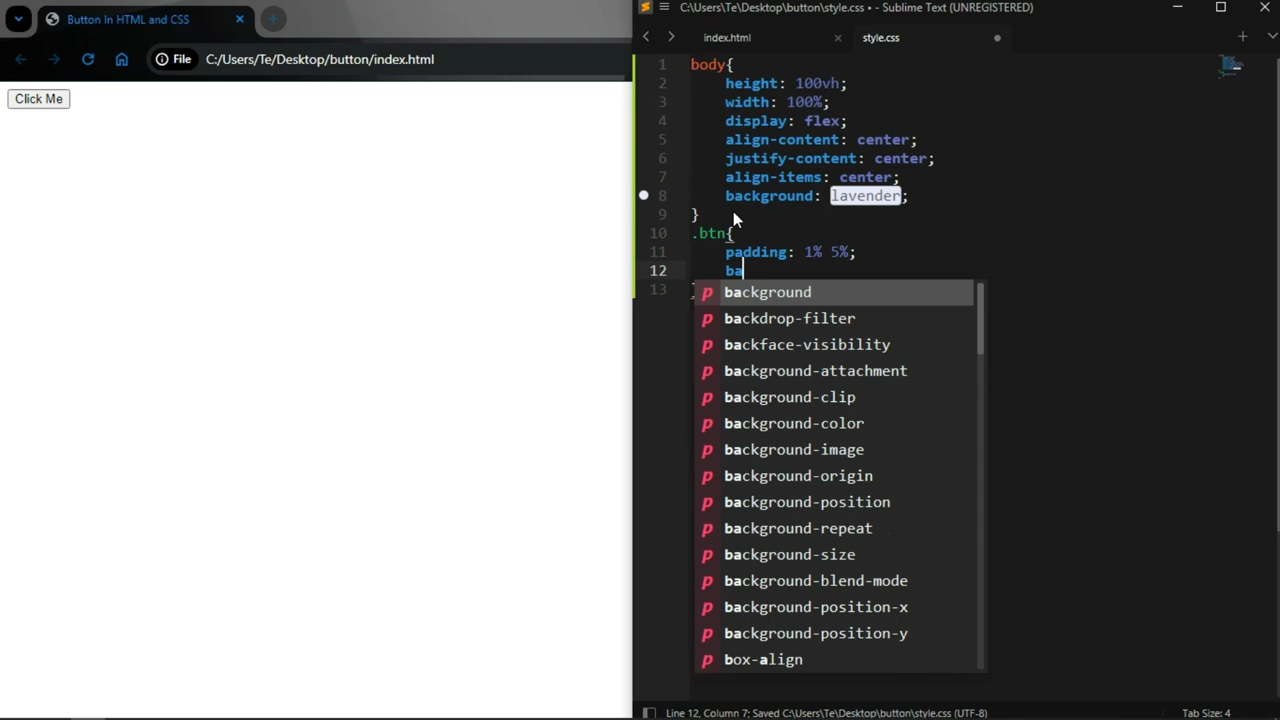 Button In HTML and CSS
File C:/Users/Te/Desktop/button/index.html
Click Me
C:\Users\Te\Desktop\button\style.css • - Sublime Text (UNREGISTERED)
index.html
style.css
1 body{
2 height: 100vh;
3 width: 100%;
4 display: flex;
5 align-content: center;
6 justify-content: center;
7 align-items: center;
8 background: lavender;
9 }
10 .btn{
11 padding: 1% 5%;
12 ba
13 }
p background
p backdrop-filter
p backface-visibility
p background-attachment
p background-clip
p background-color
p background-image
p background-origin
p background-position
p background-repeat
p background-size
p background-blend-mode
p background-position-x
p background-position-y
p box-align
Line 12, Column 7; Saved C:\Users\Te\Desktop\button\style.css (UTF-8)
Tab Size: 4